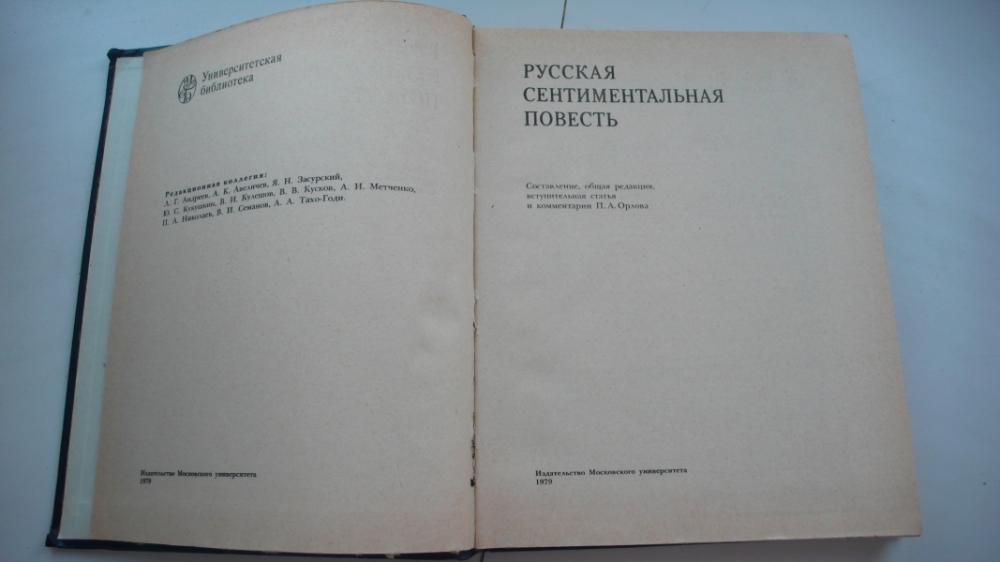 Университетская
библиотека
Редакционная коллегия:
Л. Г. Андреев, А. К. Авеличев, Я. Н. Засурский,
Ю. С. Кукушкин, В. И. Кулешов, В. В. Кусков, А. И. Метченко,
П. А. Николаев, В. И. Семанов, А. А. Тахо-Годи.
Издательство Московского университета
1979
РУССКАЯ
СЕНТИМЕНТАЛЬНАЯ
ПОВЕСТЬ
Составление, общая редакция,
вступительная статья
и комментарии П. А. Орлова
Издательство Московского университета
1979